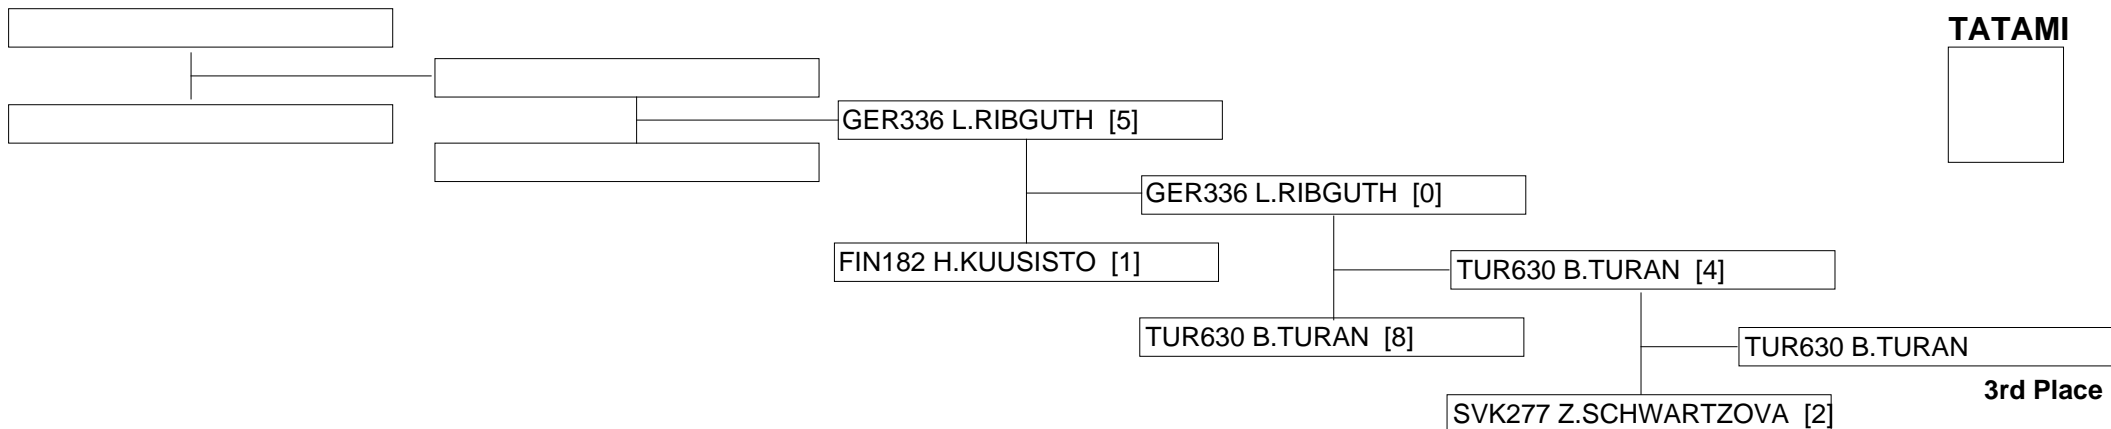 TATAMI
GER336 L.RIBGUTH [5]
GER336 L.RIBGUTH [0]
FIN182 H.KUUSISTO [1]
TUR630 B.TURAN [4]
TUR630 B.TURAN [8]
TUR630 B.TURAN
3rd Place
SVK277 Z.SCHWARTZOVA [2]